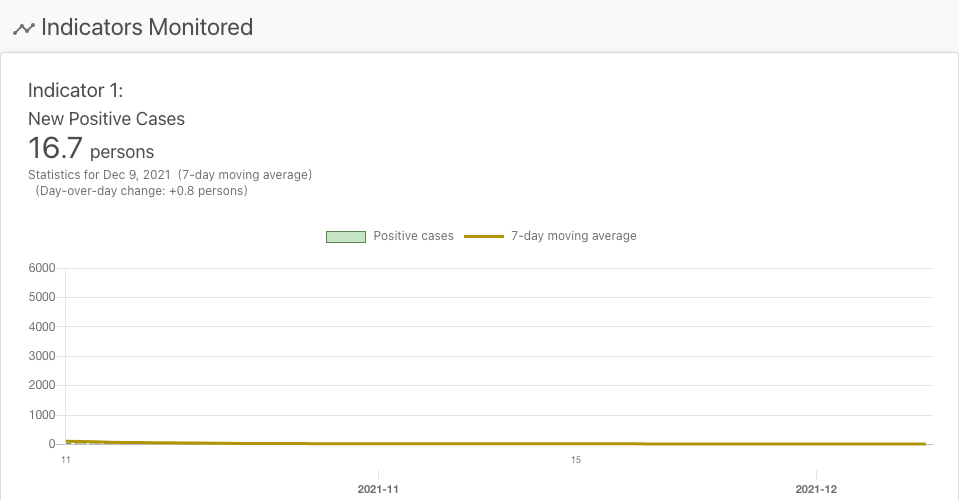 Indicators Monitored
Indicator 1:
New Positive Cases
16.7 persons
Statistics for Dec 9, 2021 (7-day moving average)
(Day-over-day change: +0.8 persons)
Positive cases 7-day moving average
6000
5000
4000
3000
2000
1000
0
11 15
2021-11 2021-12